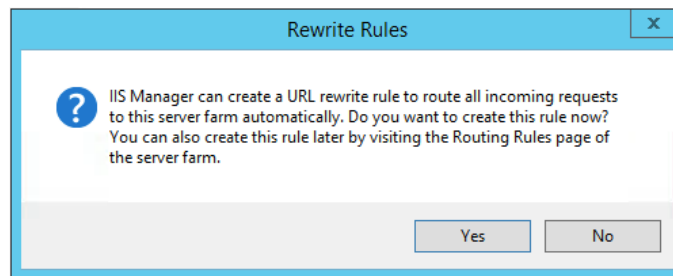 Rewrite Rules
x
IIS Manager can create a URL rewrite rule to route all incoming requests
to this server farm automatically. Do you want to create this rule now?
You can also create this rule later by visiting the Routing Rules page of
the server farm.
Yes
No